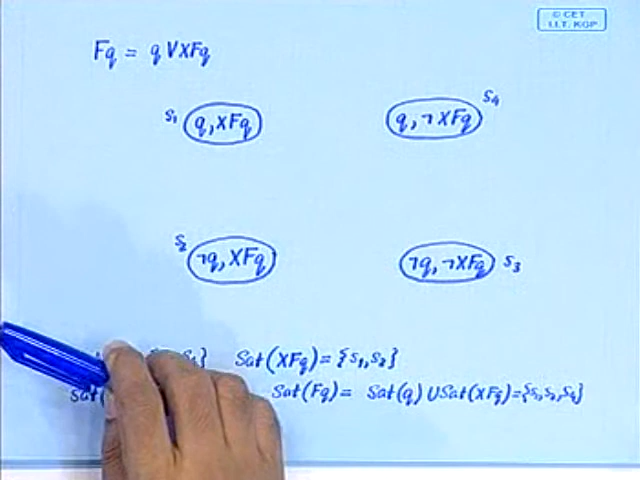 © CET
I.I.T. KGP
Fq = q V XFq
S₁ q, XFq
q, ¬XFq S₄
S₂ ¬q, XFq
¬q, ¬XFq S₃
} Sat(XFq) = {s₁, s₂}
Sat( Sat(Fq) = Sat(q) U Sat(XFq) = {s₁, s₂, s₄}